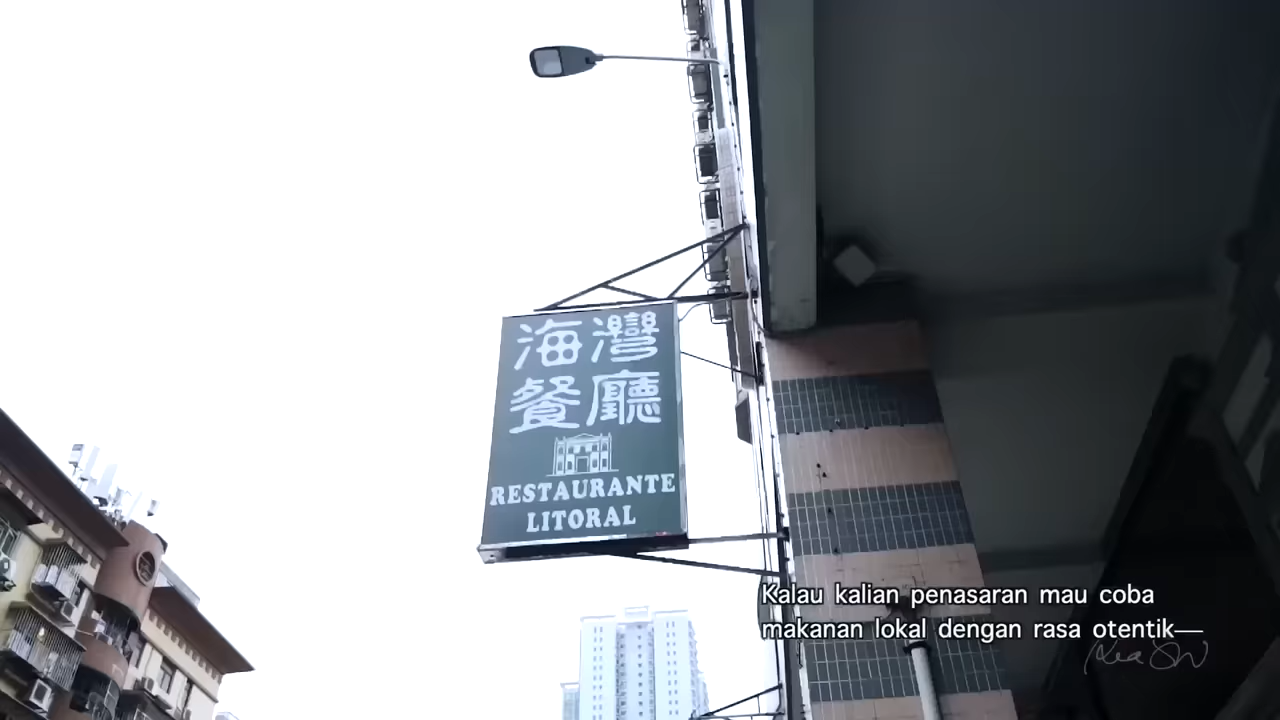 海灣
餐廳
RESTAURANTE
LITORAL
Kalau kalian penasaran mau coba
makanan lokal dengan rasa otentik—